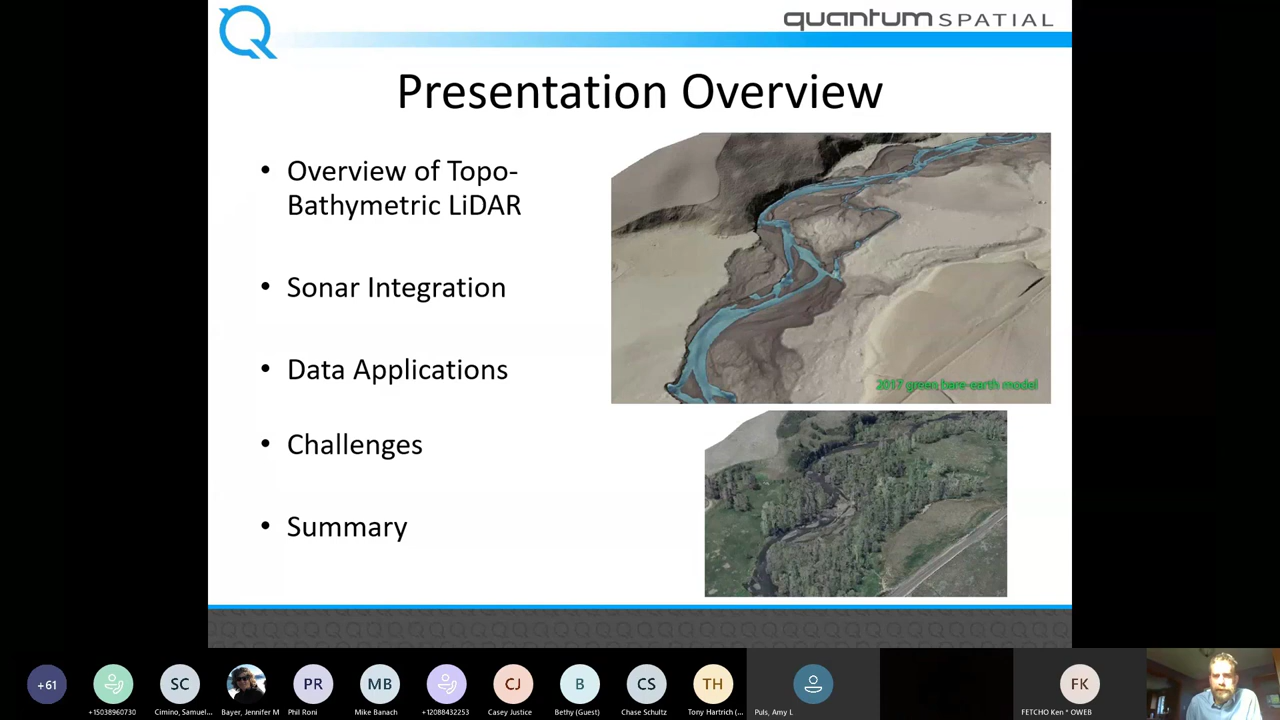 quantum SPATIAL
Presentation Overview
• Overview of Topo-
Bathymetric LiDAR
• Sonar Integration
• Data Applications
• Challenges
• Summary
2017 green bare-earth model
+61
SC
PR
MB
CJ
B
CS
TH
FK
+15038960730
Cimino, Samuel...
Bayer, Jennifer M
Phil Roni
Mike Banach
+12088432253
Casey Justice
Bethy (Guest)
Chase Schultz
Tony Hartrich (...
Puls, Amy L
FETCHO Ken * OWEB